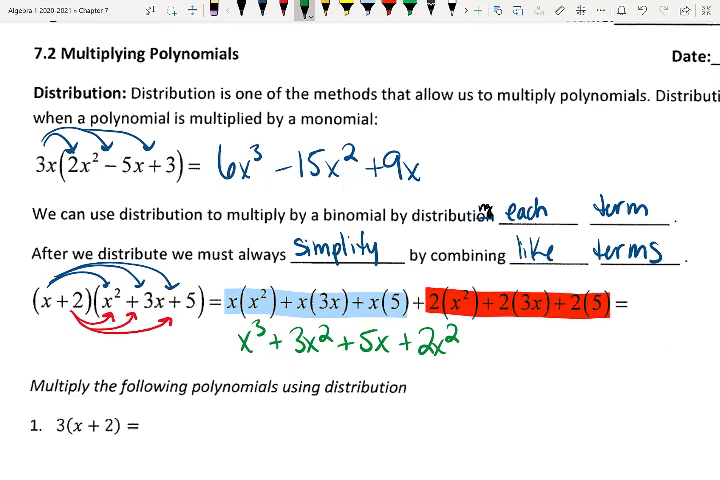 Algebra 1 2020-2021 » Chapter 7
7.2 Multiplying Polynomials
Date:_
Distribution: Distribution is one of the methods that allow us to multiply polynomials. Distributi
when a polynomial is multiplied by a monomial:
3x(2x² − 5x + 3) = 6x³ − 15x² + 9x
We can use distribution to multiply by a binomial by distributing each term.
After we distribute we must always simplify by combining like terms.
(x + 2)(x² + 3x + 5) = x(x²) + x(3x) + x(5) + 2(x²) + 2(3x) + 2(5) =
x³ + 3x² + 5x + 2x²
Multiply the following polynomials using distribution
1. 3(x + 2) =